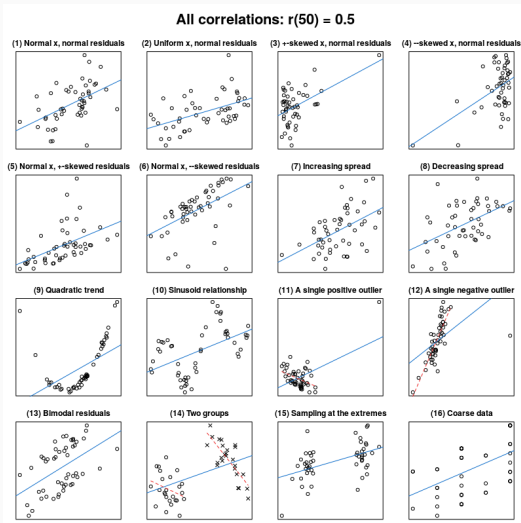 All correlations: r(50) = 0.5
(1) Normal x, normal residuals
(2) Uniform x, normal residuals
(3) +-skewed x, normal residuals
(4) --skewed x, normal residuals
(5) Normal x, +-skewed residuals
(6) Normal x, --skewed residuals
(7) Increasing spread
(8) Decreasing spread
(9) Quadratic trend
(10) Sinusoid relationship
(11) A single positive outlier
(12) A single negative outlier
(13) Bimodal residuals
(14) Two groups
(15) Sampling at the extremes
(16) Coarse data